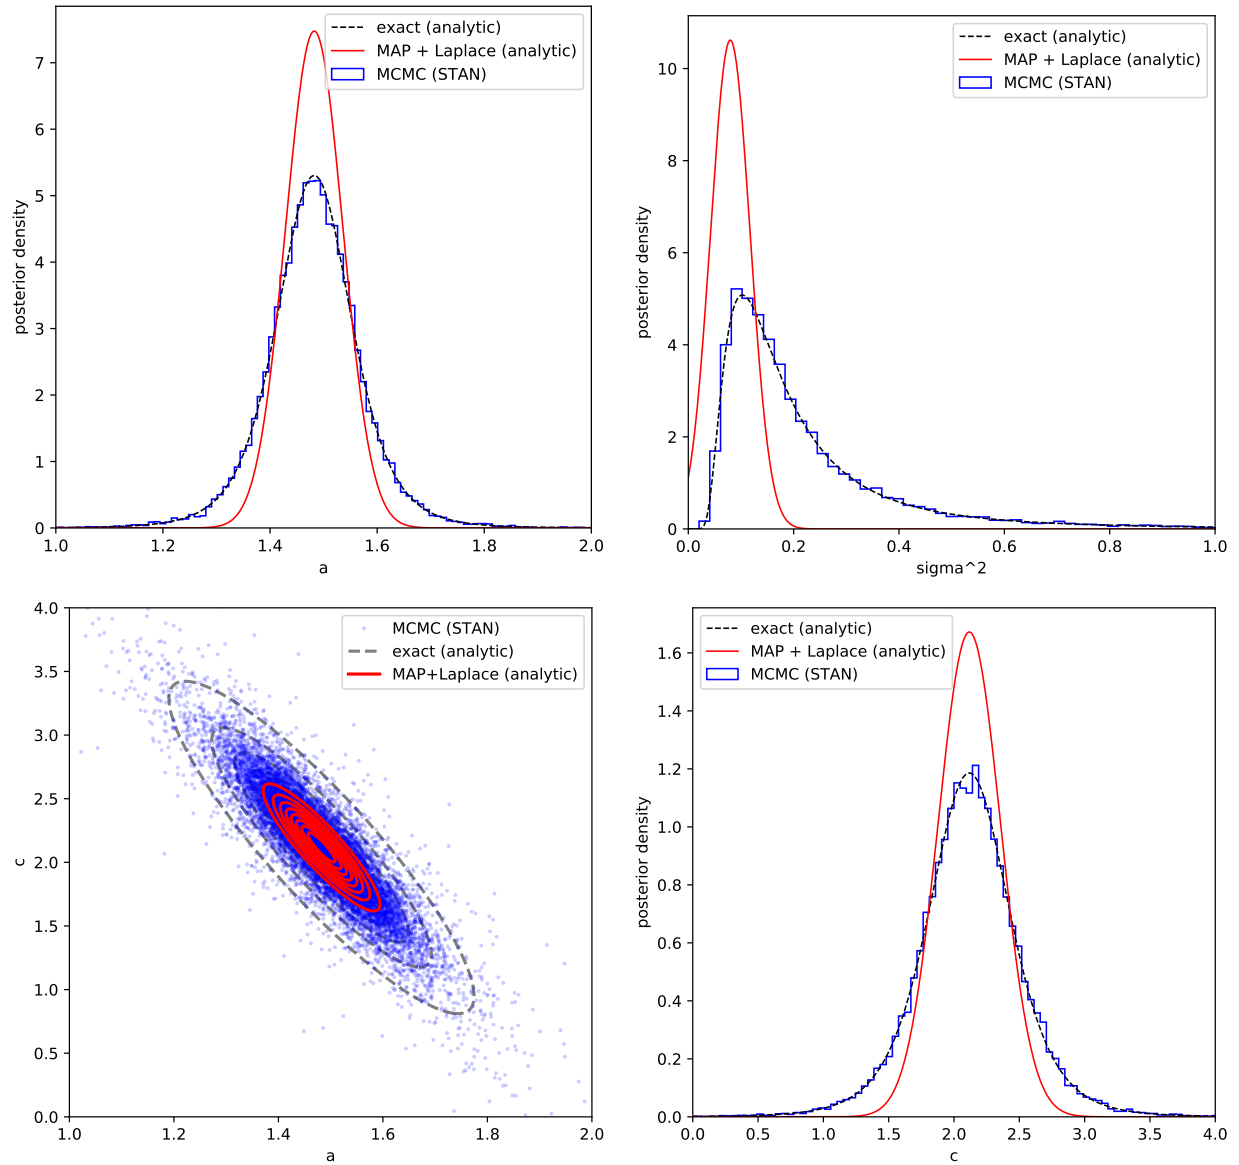 exact (analytic)
MAP + Laplace (analytic)
MCMC (STAN)
posterior density
7
6
5
4
3
2
1
0
1.0 1.2 1.4 1.6 1.8 2.0
a
exact (analytic)
MAP + Laplace (analytic)
MCMC (STAN)
posterior density
10
8
6
4
2
0
0.0 0.2 0.4 0.6 0.8 1.0
sigma^2
MCMC (STAN)
exact (analytic)
MAP+Laplace (analytic)
c
4.0
3.5
3.0
2.5
2.0
1.5
1.0
0.5
0.0
1.0 1.2 1.4 1.6 1.8 2.0
a
exact (analytic)
MAP + Laplace (analytic)
MCMC (STAN)
posterior density
1.6
1.4
1.2
1.0
0.8
0.6
0.4
0.2
0.0
0.0 0.5 1.0 1.5 2.0 2.5 3.0 3.5 4.0
c